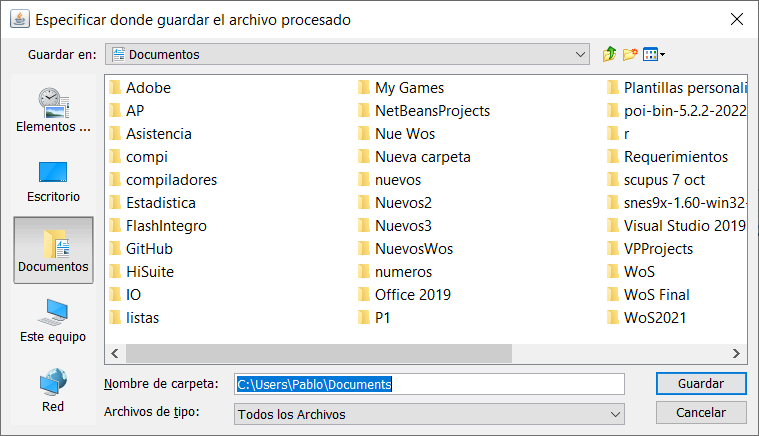 Especificar donde guardar el archivo procesado
Guardar en: Documentos
Elementos ...
Escritorio
Documentos
Este equipo
Red
Adobe
AP
Asistencia
compi
compiladores
Estadistica
FlashIntegro
GitHub
HiSuite
IO
listas
My Games
NetBeansProjects
Nue Wos
Nueva carpeta
nuevos
Nuevos2
Nuevos3
NuevosWos
numeros
Office 2019
P1
Plantillas personali
poi-bin-5.2.2-2022
r
Requerimientos
scupus 7 oct
snes9x-1.60-win32-
Visual Studio 2019
VPProjects
WoS
WoS Final
WoS2021
Nombre de carpeta: C:\Users\Pablo\Documents
Guardar
Archivos de tipo: Todos los Archivos
Cancelar